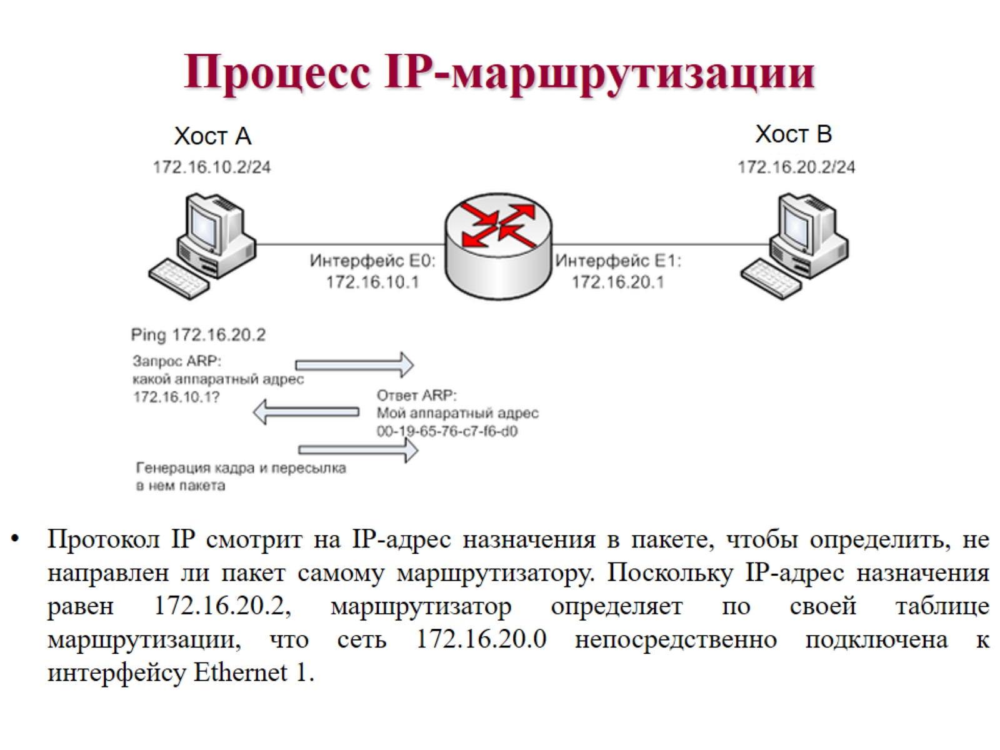 Процесс IP-маршрутизации
Хост A
Хост B
172.16.10.2/24
172.16.20.2/24
Интерфейс E0:
172.16.10.1
Интерфейс E1:
172.16.20.1
Ping 172.16.20.2
Запрос ARP:
какой аппаратный адрес
172.16.10.1?
Ответ ARP:
Мой аппаратный адрес
00-19-65-76-c7-f6-d0
Генерация кадра и пересылка
в нем пакета
• Протокол IP смотрит на IP-адрес назначения в пакете, чтобы определить, не
направлен ли пакет самому маршрутизатору. Поскольку IP-адрес назначения
равен 172.16.20.2, маршрутизатор определяет по своей таблице
маршрутизации, что сеть 172.16.20.0 непосредственно подключена к
интерфейсу Ethernet 1.